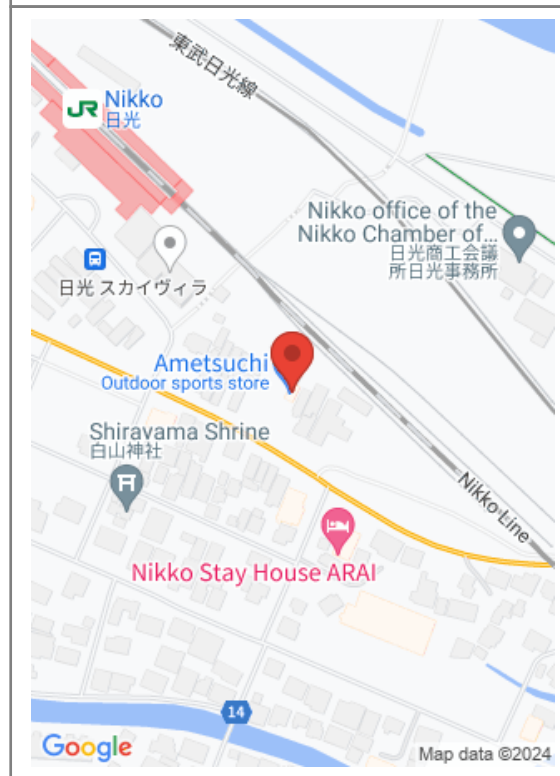 東武日光線
JR
Nikko
日光
Nikko office of the
Nikko Chamber of...
日光商工会議
所日光事務所
日光 スカイヴィラ
Ametsuchi
Outdoor sports store
Shirayama Shrine
白山神社
Nikko Line
Nikko Stay House ARAI
14
Google
Map data ©2024